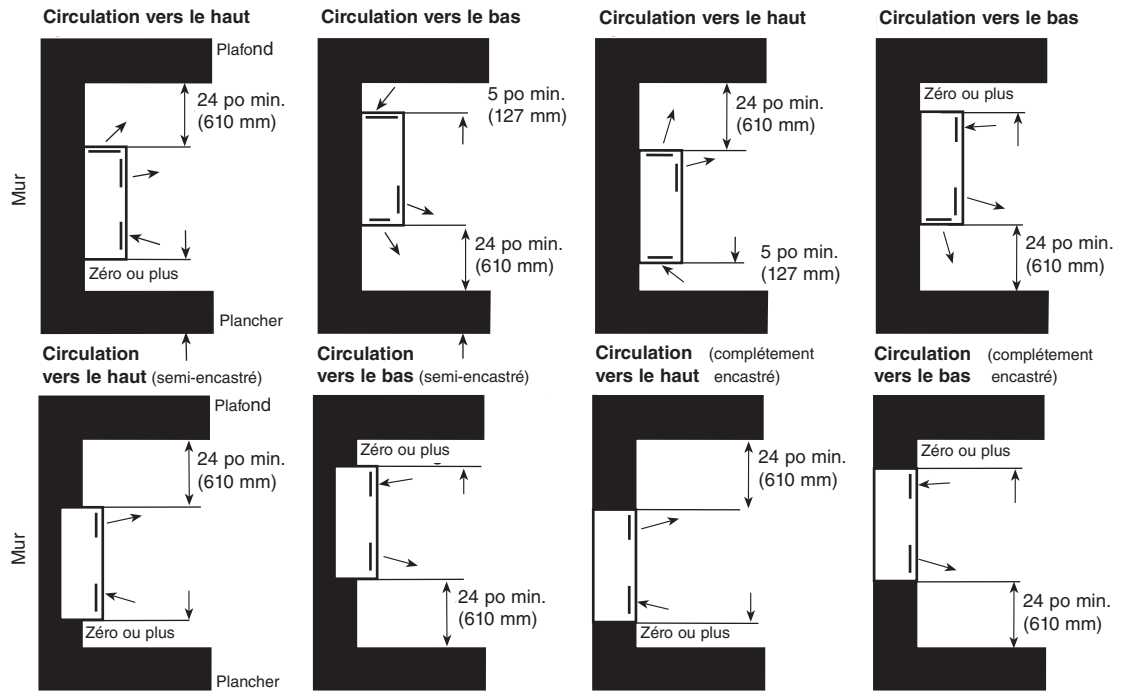 Circulation vers le haut
Plafond
24 po min.
(610 mm)
Mur
Zéro ou plus
Plancher
Circulation vers le bas
5 po min.
(127 mm)
24 po min.
(610 mm)
Circulation vers le haut
24 po min.
(610 mm)
5 po min.
(127 mm)
Circulation vers le bas
Zéro ou plus
24 po min.
(610 mm)
Circulation
vers le haut (semi-encastré)
Plafond
24 po min.
(610 mm)
Mur
Zéro ou plus
Plancher
Circulation
vers le bas (semi-encastré)
Zéro ou plus
24 po min.
(610 mm)
Circulation (complétement
vers le haut encastré)
24 po min.
(610 mm)
Zéro ou plus
Circulation (complétement
vers le bas encastré)
Zéro ou plus
24 po min.
(610 mm)